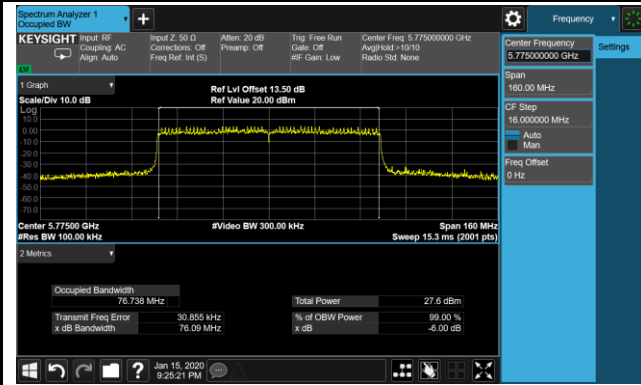 Spectrum Analyzer 1
Occupied BW
Frequency
KEYSIGHT
Input: RF
Coupling: AC
Align: Auto
Input Z: 50 Ω
Corrections: Off
Freq Ref: Int (S)
Atten: 20 dB
Preamp: Off
Trig: Free Run
Gate: Off
#IF Gain: Low
Center Freq: 5.775000000 GHz
Avg|Hold:>10/10
Radio Std: None
Center Frequency
5.775000000 GHz
Settings
Span
160.00 MHz
CF Step
16.000000 MHz
Auto
Man
Freq Offset
0 Hz
1 Graph
Scale/Div 10.0 dB
Ref Lvl Offset 13.50 dB
Ref Value 20.00 dBm
Log
10.0
0.00
-10.0
-20.0
-30.0
-40.0
-50.0
-60.0
-70.0
Center 5.77500 GHz
#Video BW 300.00 kHz
Span 160 MHz
#Res BW 100.00 kHz
Sweep 15.3 ms (2001 pts)
2 Metrics
Occupied Bandwidth
76.738 MHz
Total Power 27.6 dBm
Transmit Freq Error 30.855 kHz
% of OBW Power 99.00 %
x dB Bandwidth 76.09 MHz
x dB -6.00 dB
?
Jan 15, 2020
9:25:21 PM